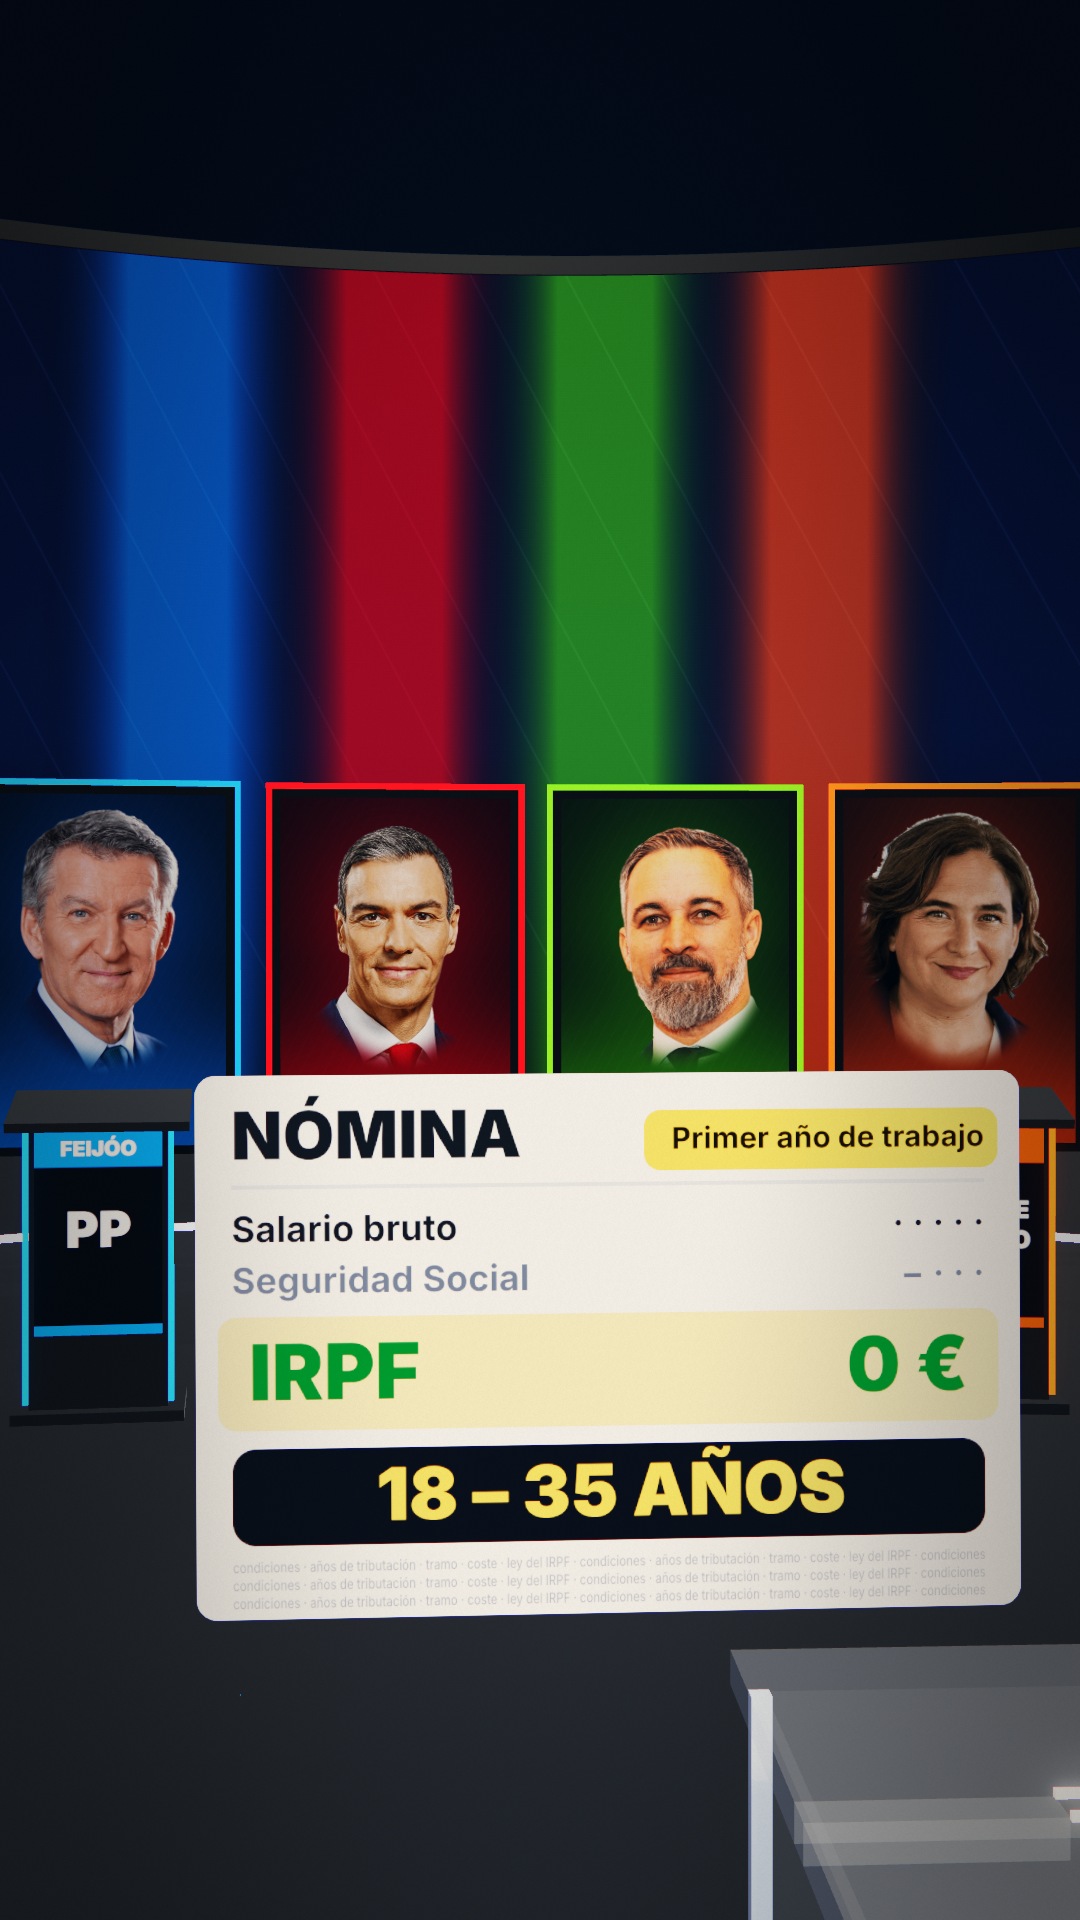 FEIJÓO
PP
NÓMINA
Primer año de trabajo
Salario bruto
Seguridad Social
IRPF 0 €
18 – 35 AÑOS
condiciones · años de tributación · tramo · coste · ley del IRPF · condiciones · años de tributación · tramo · coste · ley del IRPF · condiciones
condiciones · años de tributación · tramo · coste · ley del IRPF · condiciones · años de tributación · tramo · coste · ley del IRPF · condiciones
condiciones · años de tributación · tramo · coste · ley del IRPF · condiciones · años de tributación · tramo · coste · ley del IRPF · condiciones